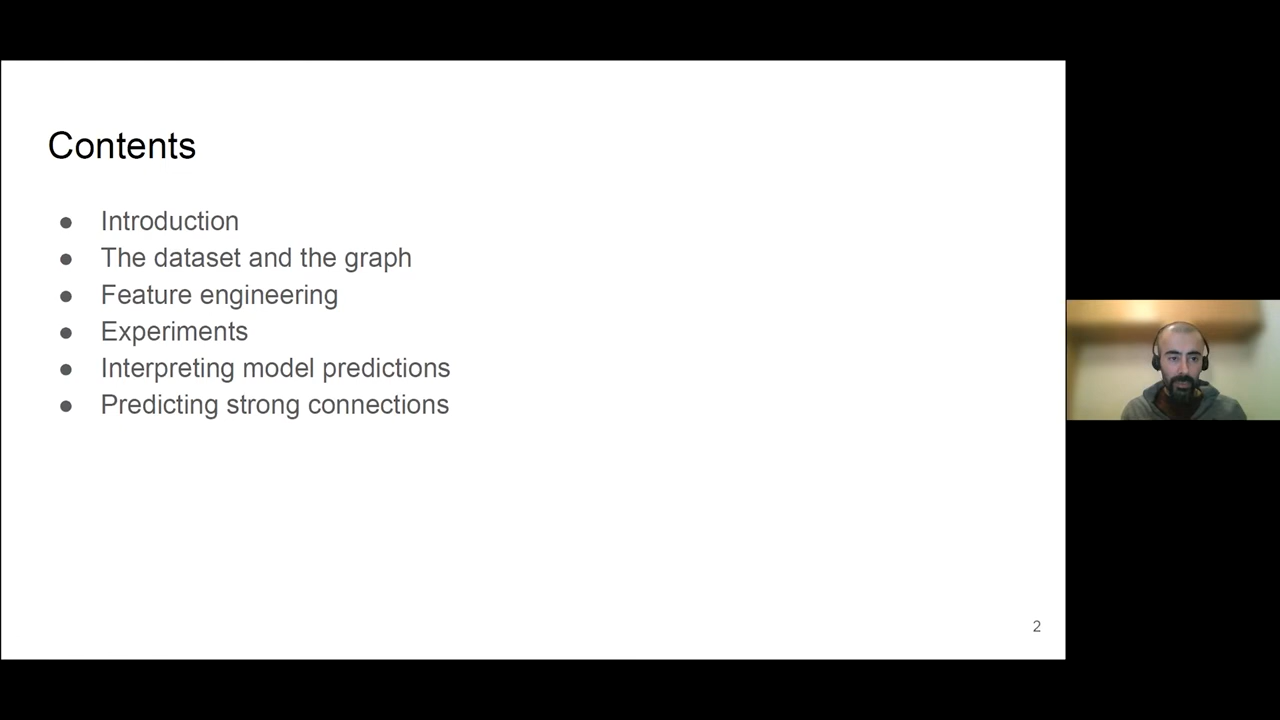 Contents
● Introduction
● The dataset and the graph
● Feature engineering
● Experiments
● Interpreting model predictions
● Predicting strong connections
2